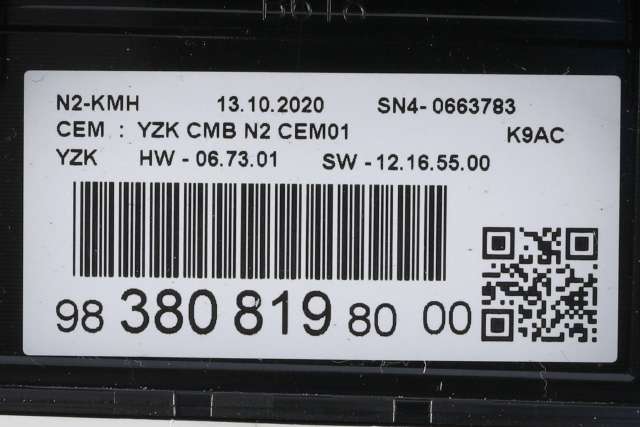 N2-KMH 13.10.2020 SN4- 0663783
CEM : YZK CMB N2 CEM01 K9AC
YZK HW - 06.73.01 SW - 12.16.55.00
98 380 819 80 00